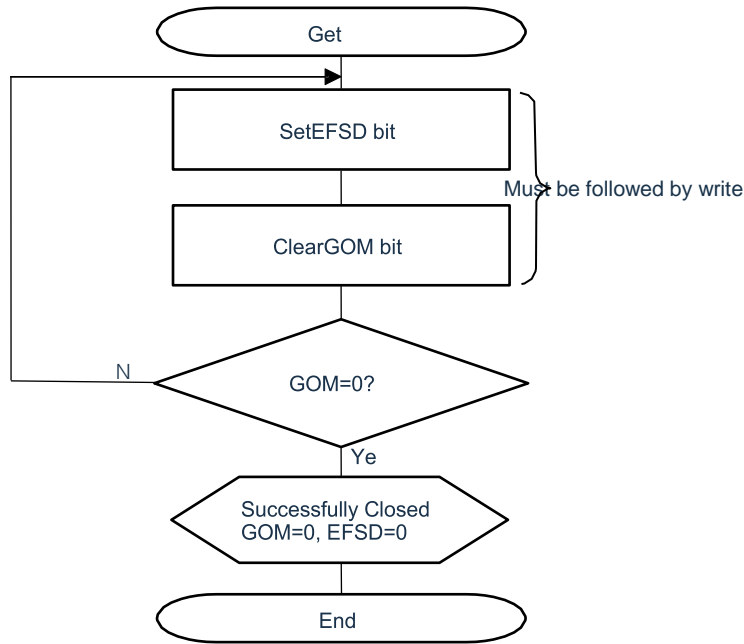 Get
SetEFSD bit
Must be followed by write
ClearGOM bit
GOM=0?
N
Ye
Successfully Closed
GOM=0, EFSD=0
End